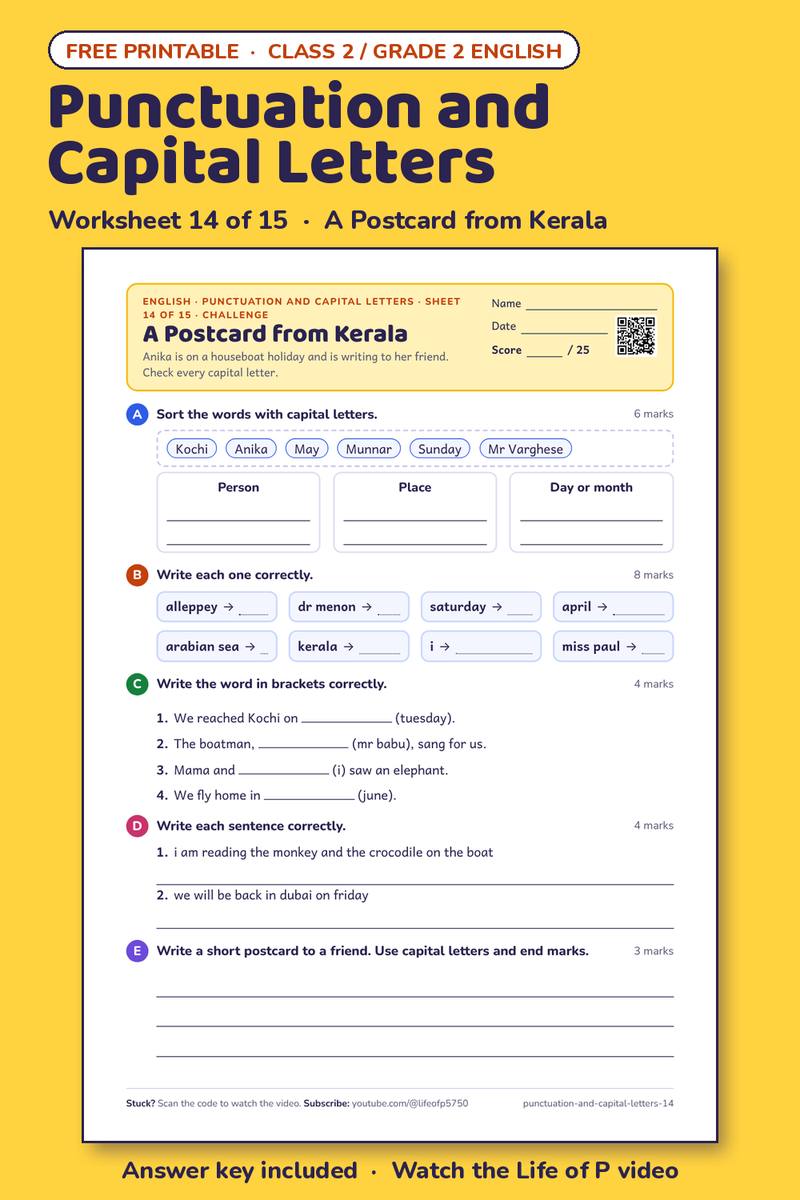 FREE PRINTABLE · CLASS 2 / GRADE 2 ENGLISH
Punctuation and
Capital Letters
Worksheet 14 of 15 · A Postcard from Kerala
ENGLISH · PUNCTUATION AND CAPITAL LETTERS · SHEET
14 OF 15 · CHALLENGE
A Postcard from Kerala
Anika is on a houseboat holiday and is writing to her friend.
Check every capital letter.
Name
Date
Score / 25
A Sort the words with capital letters. 6 marks
Kochi Anika May Munnar Sunday Mr Varghese
Person Place Day or month
B Write each one correctly. 8 marks
alleppey → dr menon → saturday → april →
arabian sea → kerala → i → miss paul →
C Write the word in brackets correctly. 4 marks
1. We reached Kochi on ____________ (tuesday).
2. The boatman, ____________ (mr babu), sang for us.
3. Mama and ____________ (i) saw an elephant.
4. We fly home in ____________ (june).
D Write each sentence correctly. 4 marks
1. i am reading the monkey and the crocodile on the boat
2. we will be back in dubai on friday
E Write a short postcard to a friend. Use capital letters and end marks. 3 marks
Stuck? Scan the code to watch the video. Subscribe: youtube.com/@lifeofp5750 punctuation-and-capital-letters-14
Answer key included · Watch the Life of P video